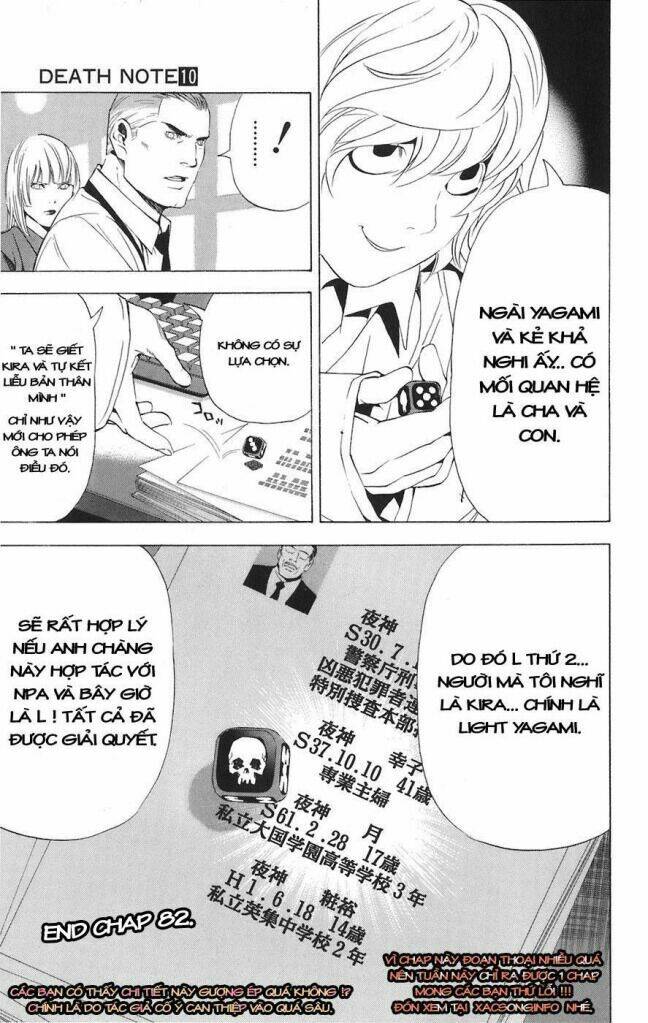 DEATH NOTE 10
NGÀI YAGAMI
VÀ KẺ KHẢ
NGHI ẤY.. CÓ
MỐI QUAN HỆ
LÀ CHA VÀ
CON.
...!
KHÔNG CÓ SỰ
LỰA CHỌN.
" TA SẼ GIẾT
KIRA VÀ TỰ KẾT
LIỄU BẢN THÂN
MÌNH "
CHỈ NHƯ VẬY
MỚI CHO PHÉP
ÔNG TA NÓI
ĐIỀU ĐÓ.
DO ĐÓ L THỨ 2...
NGƯỜI MÀ TÔI NGHĨ
LÀ KIRA... CHÍNH LÀ
LIGHT YAGAMI.
SẼ RẤT HỢP LÝ
NẾU ANH CHÀNG
NÀY HỢP TÁC VỚI
NPA VÀ BÂY GIỜ
LÀ L ! TẤT CẢ ĐÃ
ĐƯỢC GIẢI QUYẾT.
夜神
S30.7.
警察庁刑
凶悪犯罪者連
特別捜査本部
夜神 幸子
S37.10.10 41歳
専業主婦
夜神 月
S61.2.28 17歳
私立大国学園高等学校3年
夜神 粧裕
H1.6.18 14歳
私立英集中学校2年
END CHAP 82.
CÁC BẠN CÓ THẤY CHI TIẾT NÀY GƯỢNG ÉP QUÁ KHÔNG !?
CHÍNH LÀ DO TÁC GIẢ CÓ Ý CAN THIỆP VÀO QUÁ SÂU.
VÌ CHAP NÀY ĐOẠN THOẠI NHIỀU QUÁ
NÊN TUẦN NÀY CHỈ RA ĐƯỢC 1 CHAP
MONG CÁC BẠN THỨ LỖI !!!
ĐÓN XEM TẠI XACSONG.INFO NHÉ.